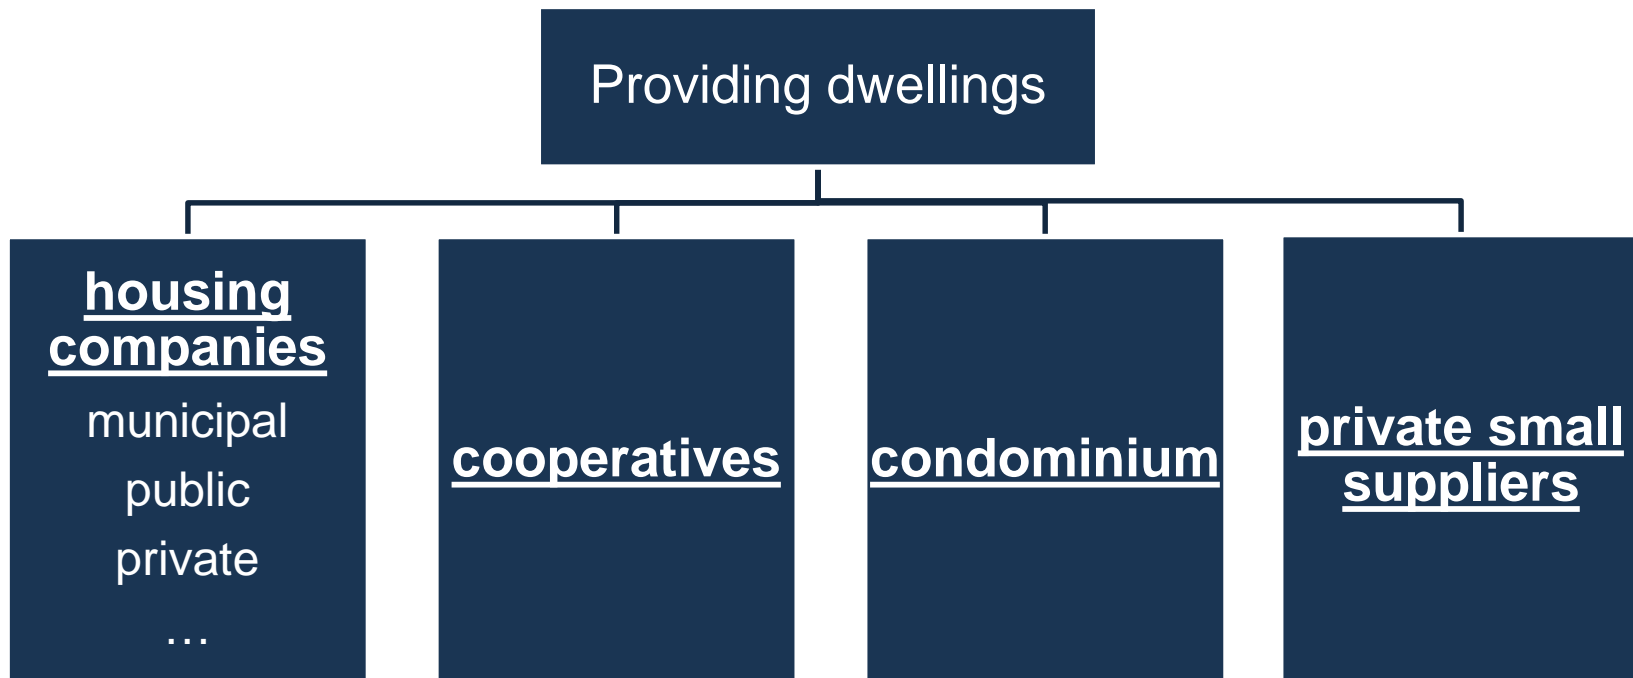 Providing dwellings
housing
companies
municipal
public
private
…
cooperatives
condominium
private small
suppliers